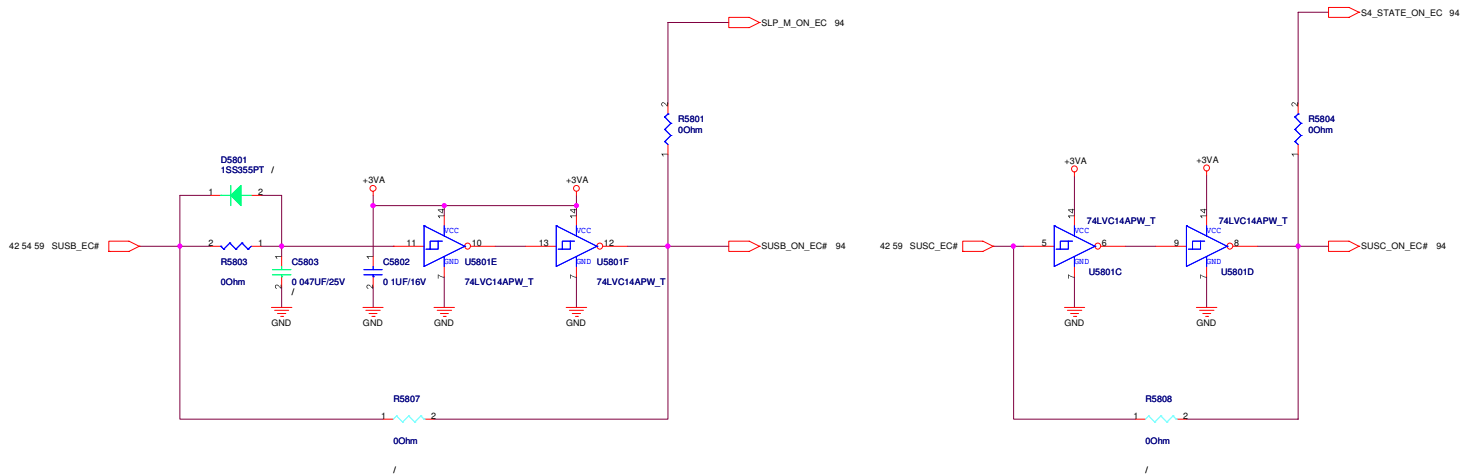 SLP_M_ON_EC 94
2
R5801
0Ohm
1
D5801
1SS355PT /
1 2
+3VA
+3VA
14
VCC
14
VCC
42 54 59 SUSB_EC#
2 1
R5803
0Ohm
1
C5803
0 047UF/25V
/
2
GND
1
C5802
0 1UF/16V
2
GND
11 10
GND
U5801E
7
74LVC14APW_T
GND
13 12
GND
U5801F
7
74LVC14APW_T
GND
SUSB_ON_EC# 94
R5807
1 2
0Ohm
/
S4_STATE_ON_EC 94
2
R5804
0Ohm
1
+3VA
+3VA
14
74LVC14APW_T
VCC
14
74LVC14APW_T
VCC
42 59 SUSC_EC#
5 6
GND
U5801C
7
GND
9 8
GND
U5801D
7
GND
SUSC_ON_EC# 94
R5808
1 2
0Ohm
/